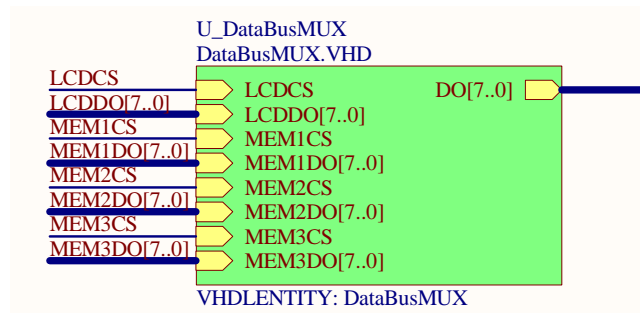 U_DataBusMUX
DataBusMUX.VHD
LCDCS
LCDCS
DO[7..0]
LCDDO[7..0]
LCDDO[7..0]
MEM1CS
MEM1CS
MEM1DO[7..0]
MEM1DO[7..0]
MEM2CS
MEM2CS
MEM2DO[7..0]
MEM2DO[7..0]
MEM3CS
MEM3CS
MEM3DO[7..0]
MEM3DO[7..0]
VHDLENTITY: DataBusMUX